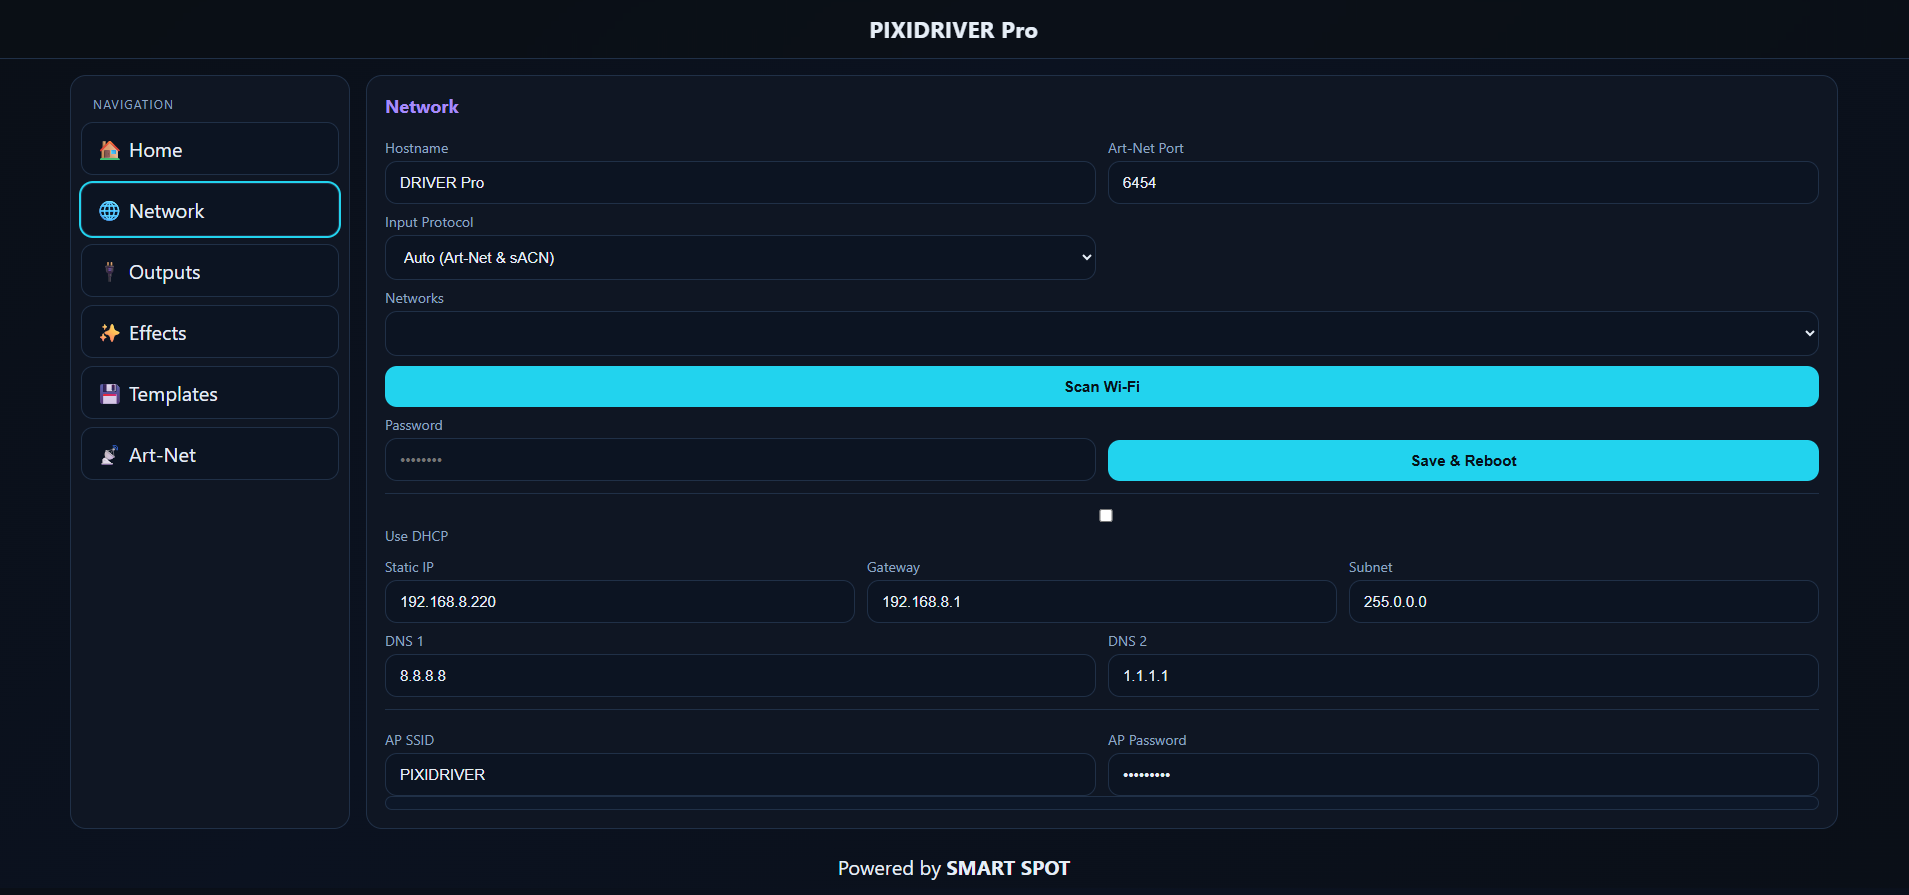 PIXIDRIVER Pro
NAVIGATION
Home
Network
Outputs
Effects
Templates
Art-Net
Network
Hostname
Art-Net Port
DRIVER Pro
6454
Input Protocol
Auto (Art-Net & sACN)
Networks
Scan Wi-Fi
Password
••••••••
Save & Reboot
Use DHCP
Static IP
Gateway
Subnet
192.168.8.220
192.168.8.1
255.0.0.0
DNS 1
DNS 2
8.8.8.8
1.1.1.1
AP SSID
AP Password
PIXIDRIVER
•••••••••
Powered by SMART SPOT